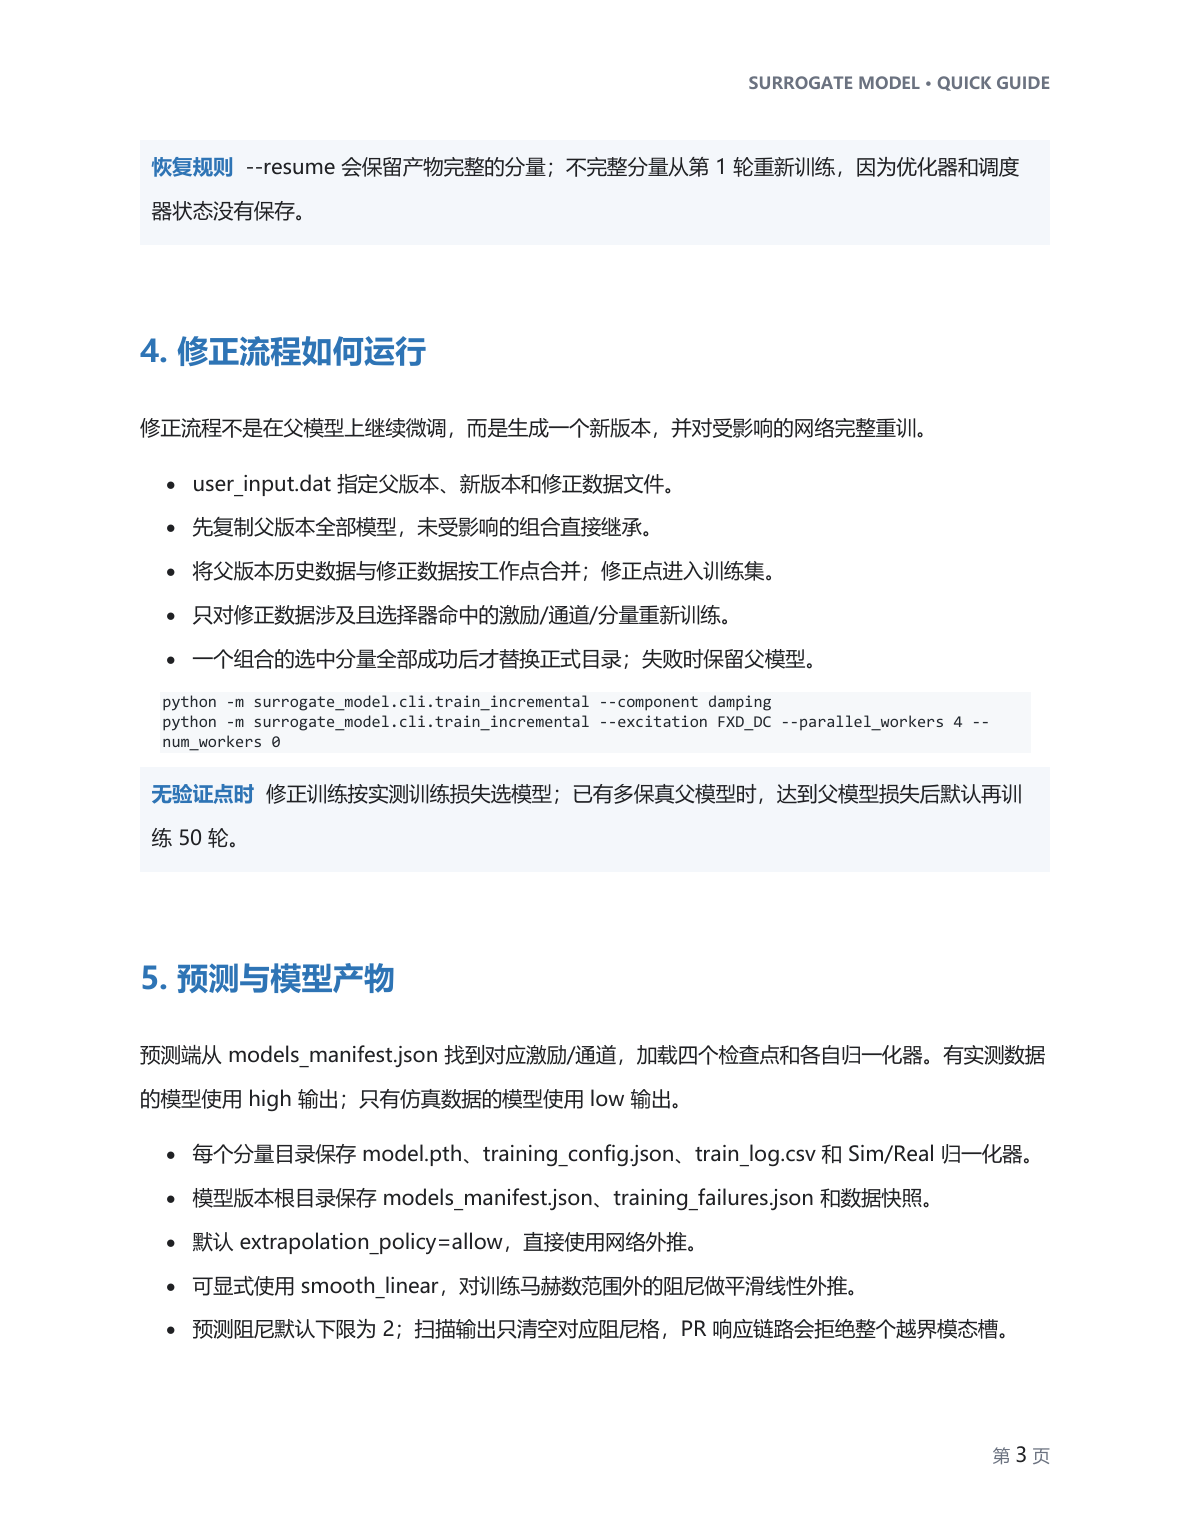 SURROGATE MODEL • QUICK GUIDE
恢复规则 --resume 会保留产物完整的分量；不完整分量从第 1 轮重新训练，因为优化器和调度
器状态没有保存。
4. 修正流程如何运行
修正流程不是在父模型上继续微调，而是生成一个新版本，并对受影响的网络完整重训。
• user_input.dat 指定父版本、新版本和修正数据文件。
• 先复制父版本全部模型，未受影响的组合直接继承。
• 将父版本历史数据与修正数据按工作点合并；修正点进入训练集。
• 只对修正数据涉及且选择器命中的激励/通道/分量重新训练。
• 一个组合的选中分量全部成功后才替换正式目录；失败时保留父模型。
python -m surrogate_model.cli.train_incremental --component damping
python -m surrogate_model.cli.train_incremental --excitation FXD_DC --parallel_workers 4 --
num_workers 0
无验证点时 修正训练按实测训练损失选模型；已有多保真父模型时，达到父模型损失后默认再训
练 50 轮。
5. 预测与模型产物
预测端从 models_manifest.json 找到对应激励/通道，加载四个检查点和各自归一化器。有实测数据
的模型使用 high 输出；只有仿真数据的模型使用 low 输出。
• 每个分量目录保存 model.pth、training_config.json、train_log.csv 和 Sim/Real 归一化器。
• 模型版本根目录保存 models_manifest.json、training_failures.json 和数据快照。
• 默认 extrapolation_policy=allow，直接使用网络外推。
• 可显式使用 smooth_linear，对训练马赫数范围外的阻尼做平滑线性外推。
• 预测阻尼默认下限为 2；扫描输出只清空对应阻尼格，PR 响应链路会拒绝整个越界模态槽。
第 3 页